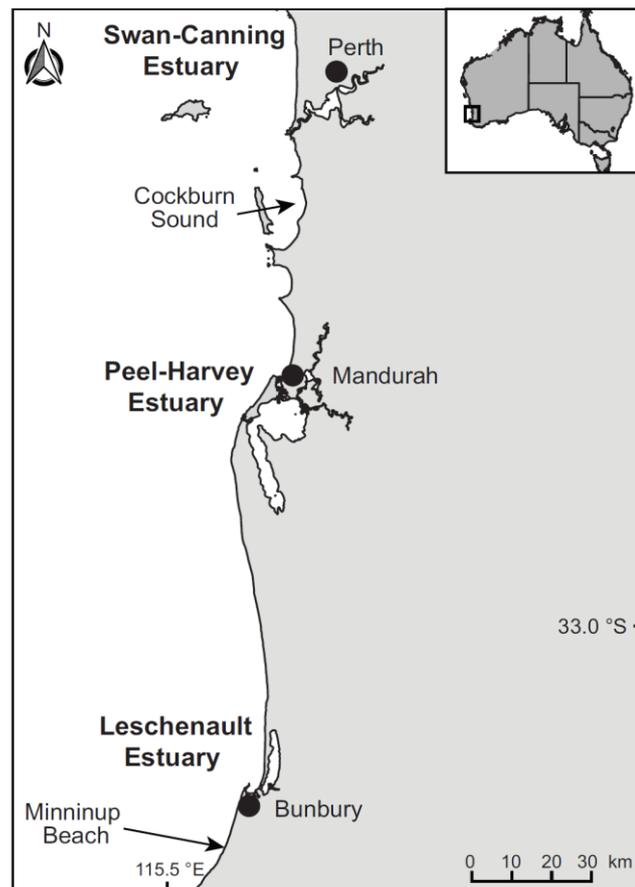 N
Swan-Canning
Estuary
Perth
Cockburn
Sound
Peel-Harvey
Estuary
Mandurah
33.0 °S
Leschenault
Estuary
Bunbury
Minninup
Beach
115.5 °E
0 10 20 30 km